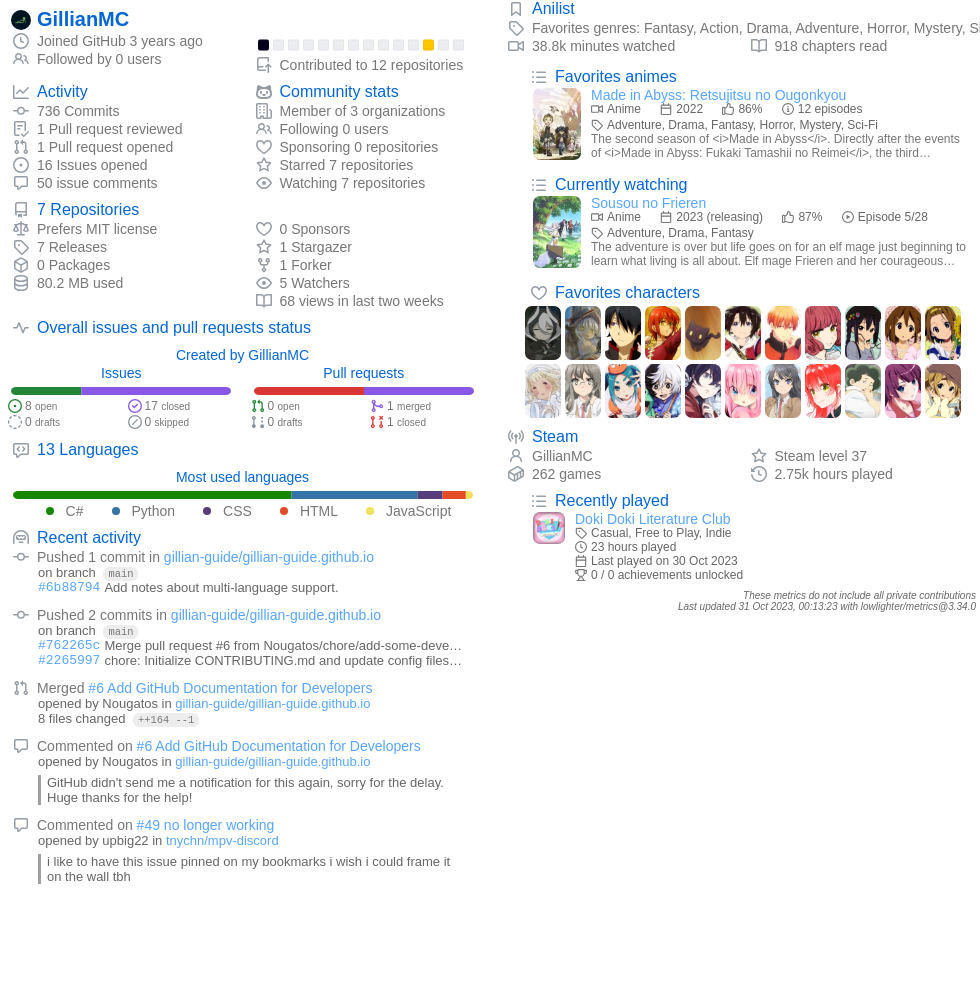 GillianMC
Joined GitHub 3 years ago
Followed by 0 users
Contributed to 12 repositories
Activity
736 Commits
1 Pull request reviewed
1 Pull request opened
16 Issues opened
50 issue comments
Community stats
Member of 3 organizations
Following 0 users
Sponsoring 0 repositories
Starred 7 repositories
Watching 7 repositories
7 Repositories
Prefers MIT license
7 Releases
0 Packages
80.2 MB used
0 Sponsors
1 Stargazer
1 Forker
5 Watchers
68 views in last two weeks
Overall issues and pull requests status
Created by GillianMC
Issues
8 open
17 closed
0 drafts
0 skipped
Pull requests
0 open
1 merged
0 drafts
1 closed
13 Languages
Most used languages
C# Python CSS HTML JavaScript
Recent activity
Pushed 1 commit in gillian-guide/gillian-guide.github.io
on branch main
#6b88794 Add notes about multi-language support.
Pushed 2 commits in gillian-guide/gillian-guide.github.io
on branch main
#762265c Merge pull request #6 from Nougatos/chore/add-some-deve…
#2265997 chore: Initialize CONTRIBUTING.md and update config files…
Merged #6 Add GitHub Documentation for Developers
opened by Nougatos in gillian-guide/gillian-guide.github.io
8 files changed ++164 --1
Commented on #6 Add GitHub Documentation for Developers
opened by Nougatos in gillian-guide/gillian-guide.github.io
GitHub didn't send me a notification for this again, sorry for the delay.
Huge thanks for the help!
Commented on #49 no longer working
opened by upbig22 in tnychn/mpv-discord
i like to have this pinned on my bookmarks i wish i could frame it
on the wall tbh
Anilist
Favorites genres: Fantasy, Action, Drama, Adventure, Horror, Mystery, S
38.8k minutes watched
918 chapters read
Favorites animes
Made in Abyss: Retsujitsu no Ougonkyou
Anime 2022 86% 12 episodes
Adventure, Drama, Fantasy, Horror, Mystery, Sci-Fi
The second season of <i>Made in Abyss</i>. Directly after the events
of <i>Made in Abyss: Fukaki Tamashii no Reimei</i>, the third…
Currently watching
Sousou no Frieren
Anime 2023 (releasing) 87% Episode 5/28
Adventure, Drama, Fantasy
The adventure is over but life goes on for an elf mage just beginning to
learn what living is all about. Elf mage Frieren and her courageous…
Favorites characters
Steam
GillianMC
262 games
Steam level 37
2.75k hours played
Recently played
Doki Doki Literature Club
Casual, Free to Play, Indie
23 hours played
Last played on 30 Oct 2023
0 / 0 achievements unlocked
These metrics do not include all private contributions
Last updated 31 Oct 2023, 00:13:23 with lowlighter/metrics@3.34.0